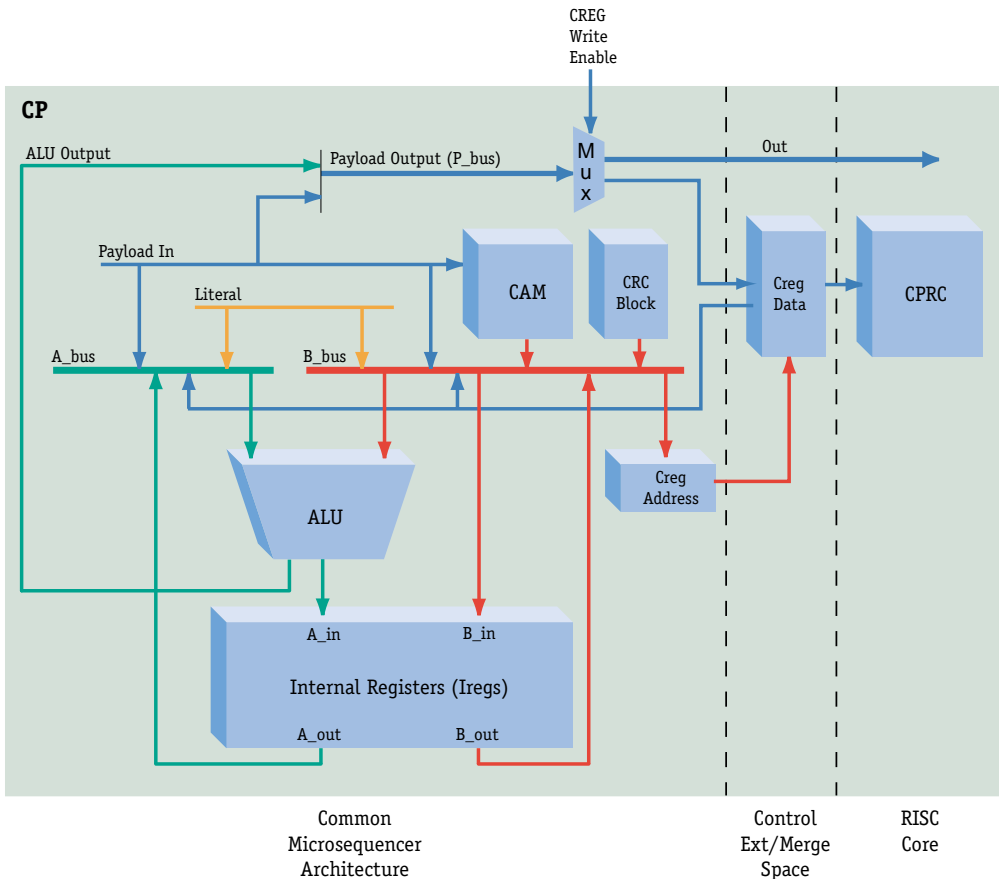 CREG
Write
Enable
CP
ALU Output
Payload Output (P_bus)
Mux
Out
Payload In
CAM
CRC
Block
Creg
Data
CPRC
Literal
A_bus
B_bus
Creg
Address
ALU
A_in
B_in
Internal Registers (Iregs)
A_out
B_out
Common
Microsequencer
Architecture
Control
Ext/Merge
Space
RISC
Core